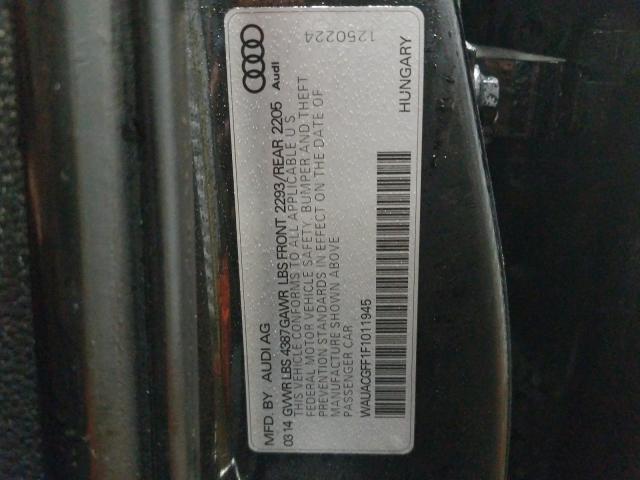 MFD. BY AUDI AG
0314 GVWR LBS 4387 GAWR LBS FRONT 2293/REAR 2205
THIS VEHICLE CONFORMS TO ALL APPLICABLE U S
FEDERAL MOTOR VEHICLE SAFETY, BUMPER AND THEFT
PREVENTION STANDARDS IN EFFECT ON THE DATE OF
MANUFACTURE SHOWN ABOVE
PASSENGER CAR
WAUACGFF1F1011945
Audi
1250224
HUNGARY